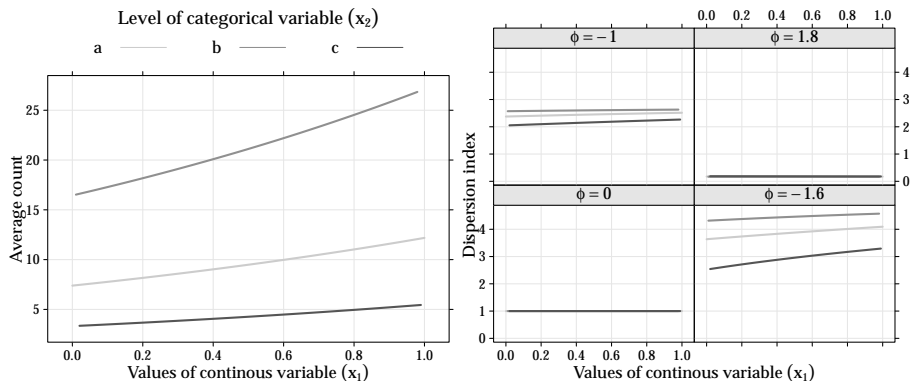 Level of categorical variable (x2)
a b c
Average count
25
20
15
10
5
0.0 0.2 0.4 0.6 0.8 1.0
Values of continous variable (x1)
0.0 0.2 0.4 0.6 0.8 1.0
ϕ = −1 ϕ = 1.8
4
3
2
1
0
ϕ = 0 ϕ = −1.6
Dispersion index
4
3
2
1
0
0.0 0.2 0.4 0.6 0.8 1.0
Values of continous variable (x1)